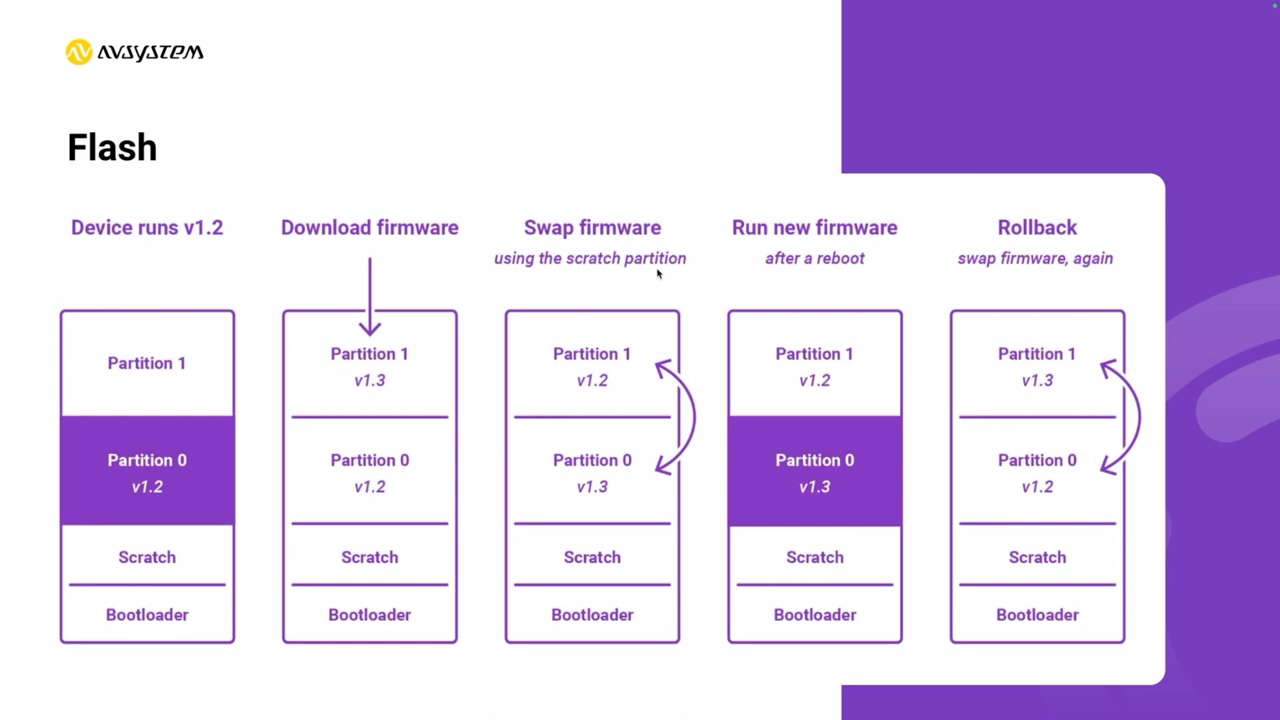 AVSYSTEM
Flash
Device runs v1.2
Partition 1
Partition 0
v1.2
Scratch
Bootloader
Download firmware
Partition 1
v1.3
Partition 0
v1.2
Scratch
Bootloader
Swap firmware
using the scratch partition
Partition 1
v1.2
Partition 0
v1.3
Scratch
Bootloader
Run new firmware
after a reboot
Partition 1
v1.2
Partition 0
v1.3
Scratch
Bootloader
Rollback
swap firmware, again
Partition 1
v1.3
Partition 0
v1.2
Scratch
Bootloader